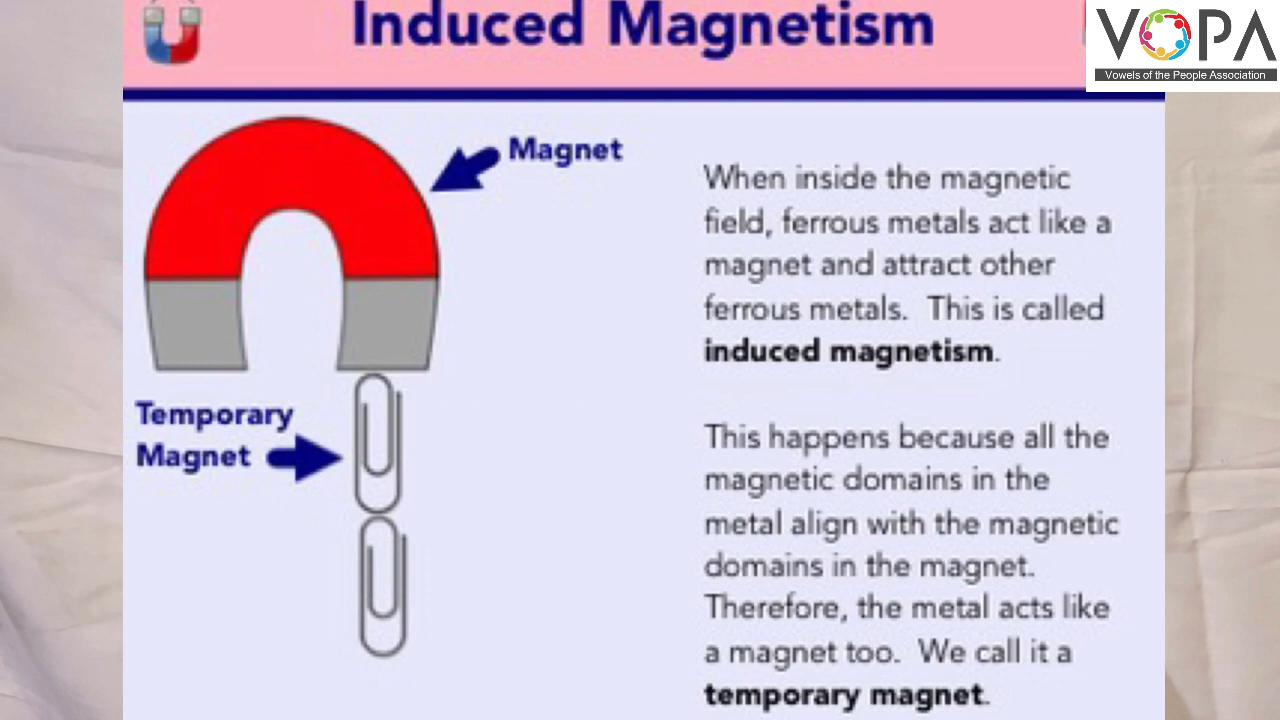 Induced Magnetism
VOPA
Vowels of the People Association
Magnet
Temporary
Magnet
When inside the magnetic
field, ferrous metals act like a
magnet and attract other
ferrous metals.  This is called
induced magnetism.
This happens because all the
magnetic domains in the
metal align with the magnetic
domains in the magnet.
Therefore, the metal acts like
a magnet too.  We call it a
temporary magnet.